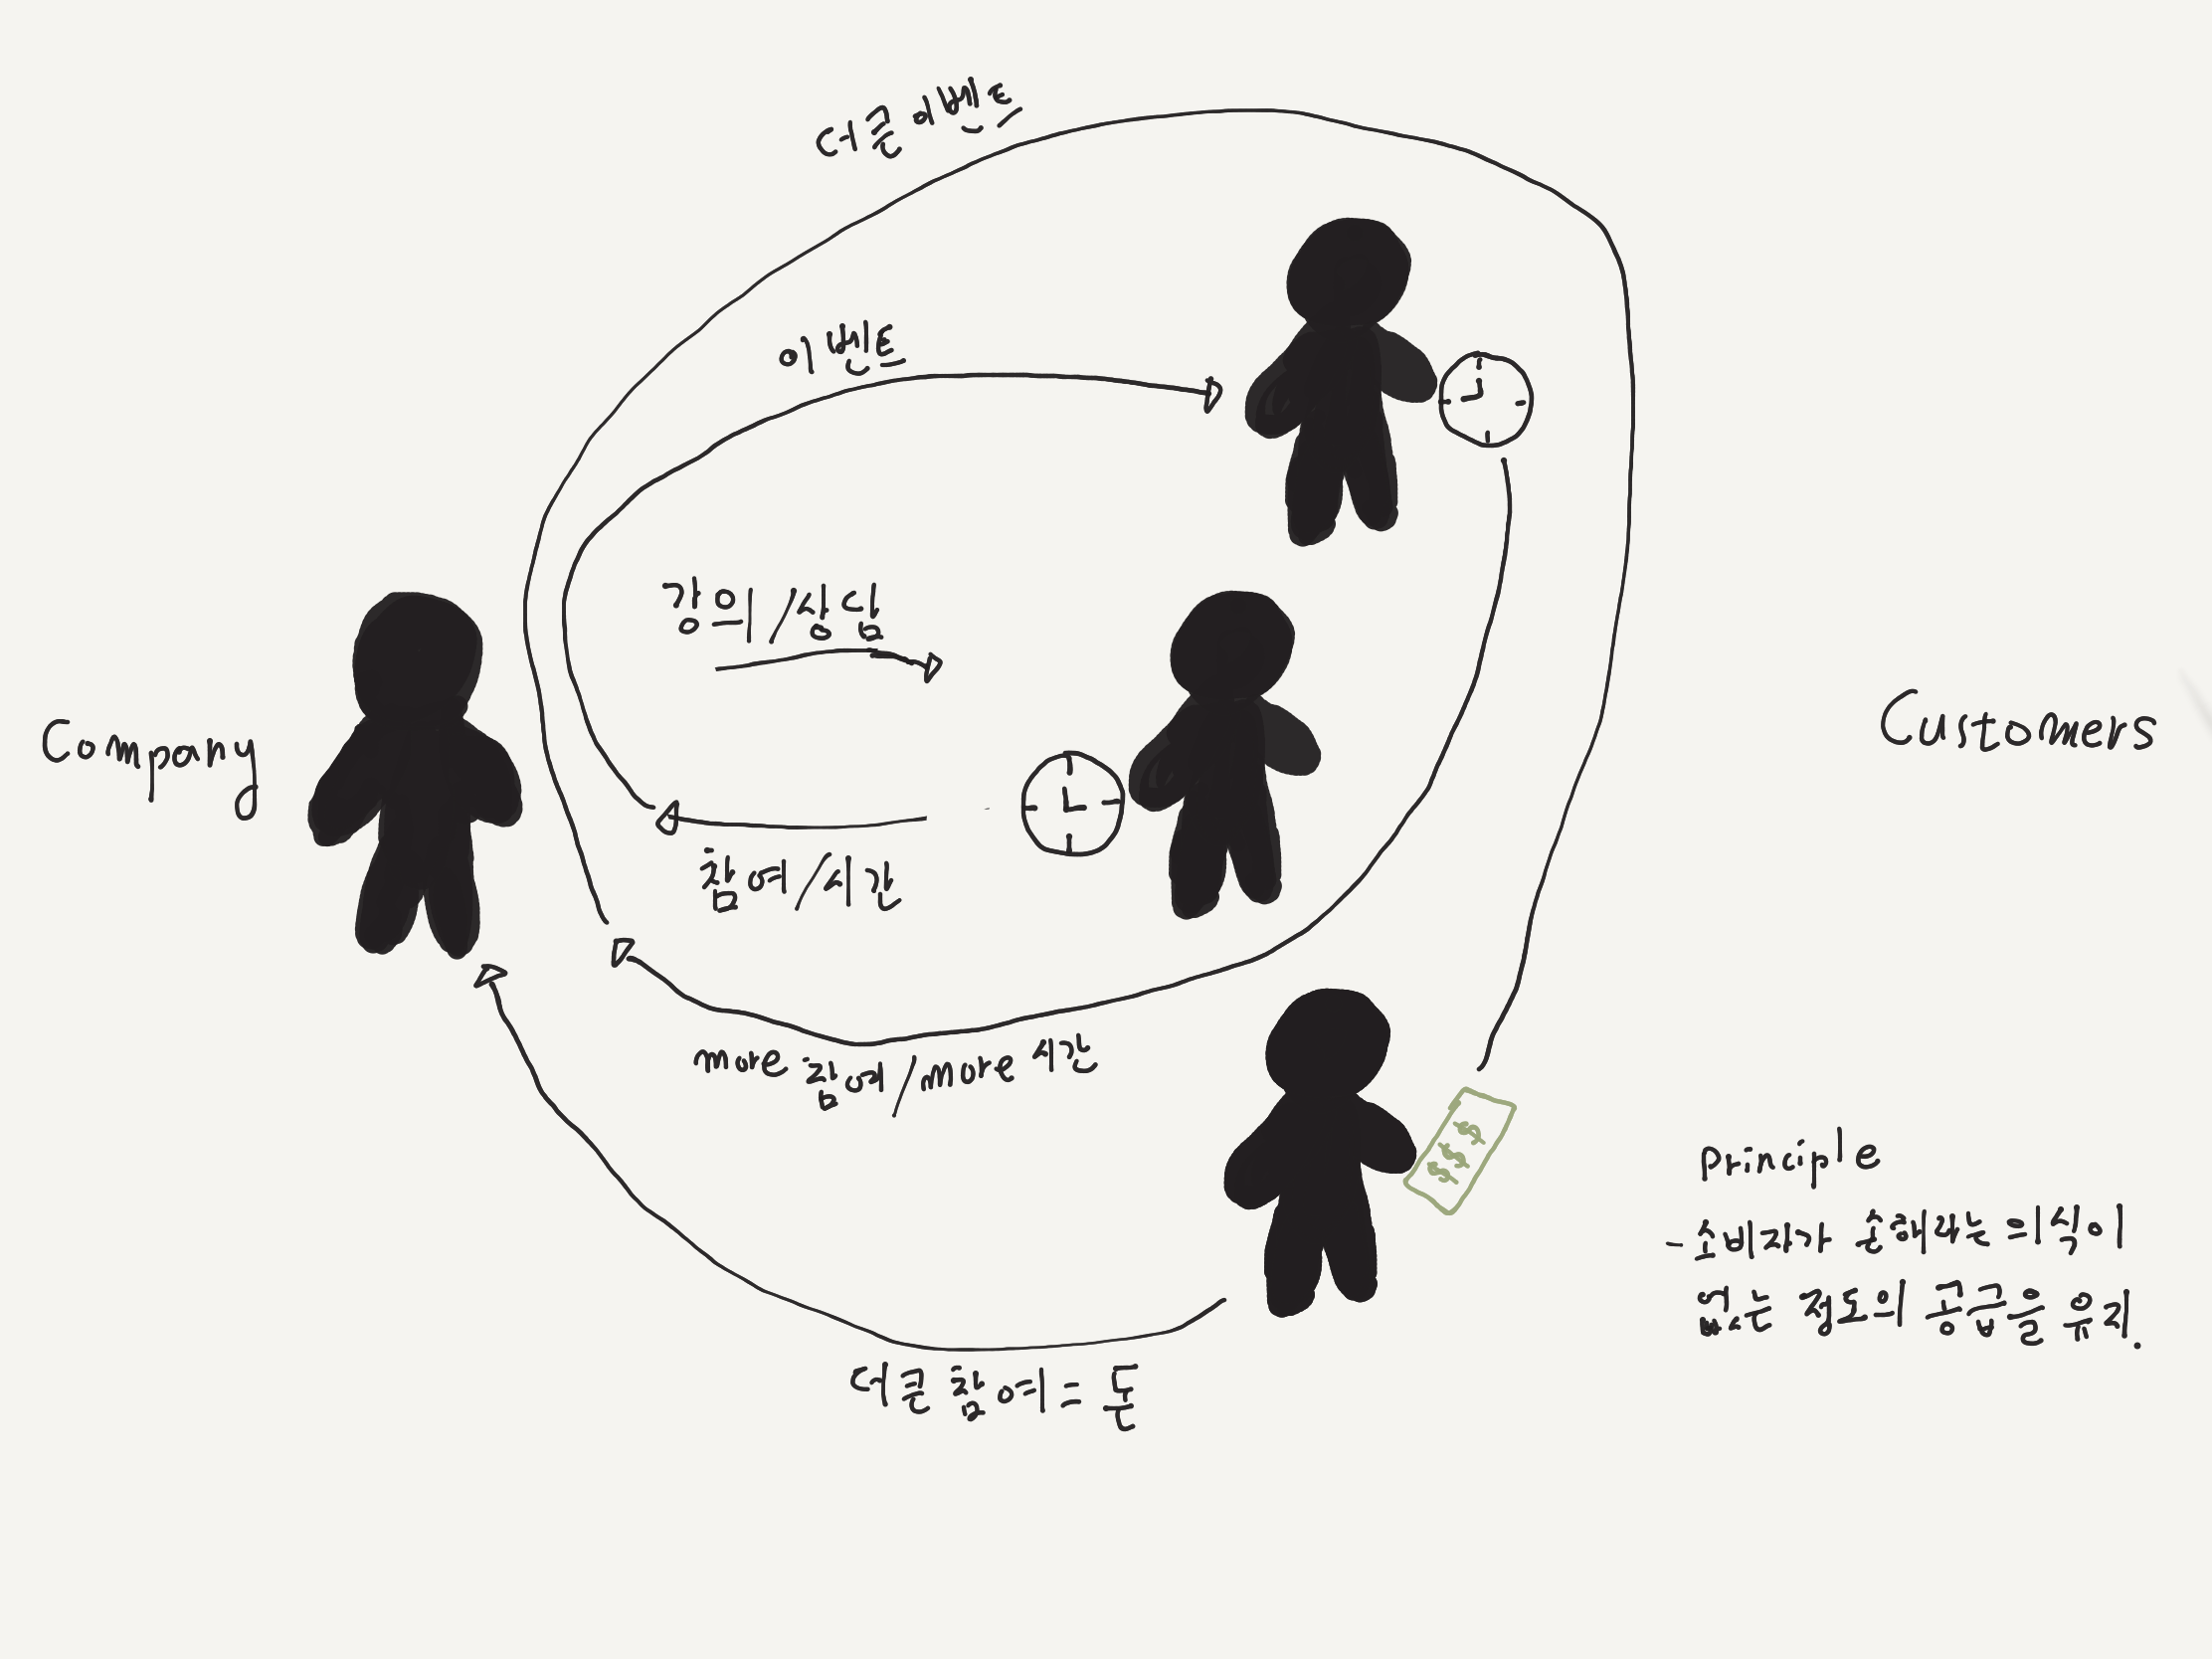 더 큰 이벤트
이벤트
강의/상담
Company
Customers
참여/시간
more 참여/more 시간
Principle
- 소비자가 손해라는 의식이
없는 정도의 공급을 유지.
더 큰 참여 = 돈